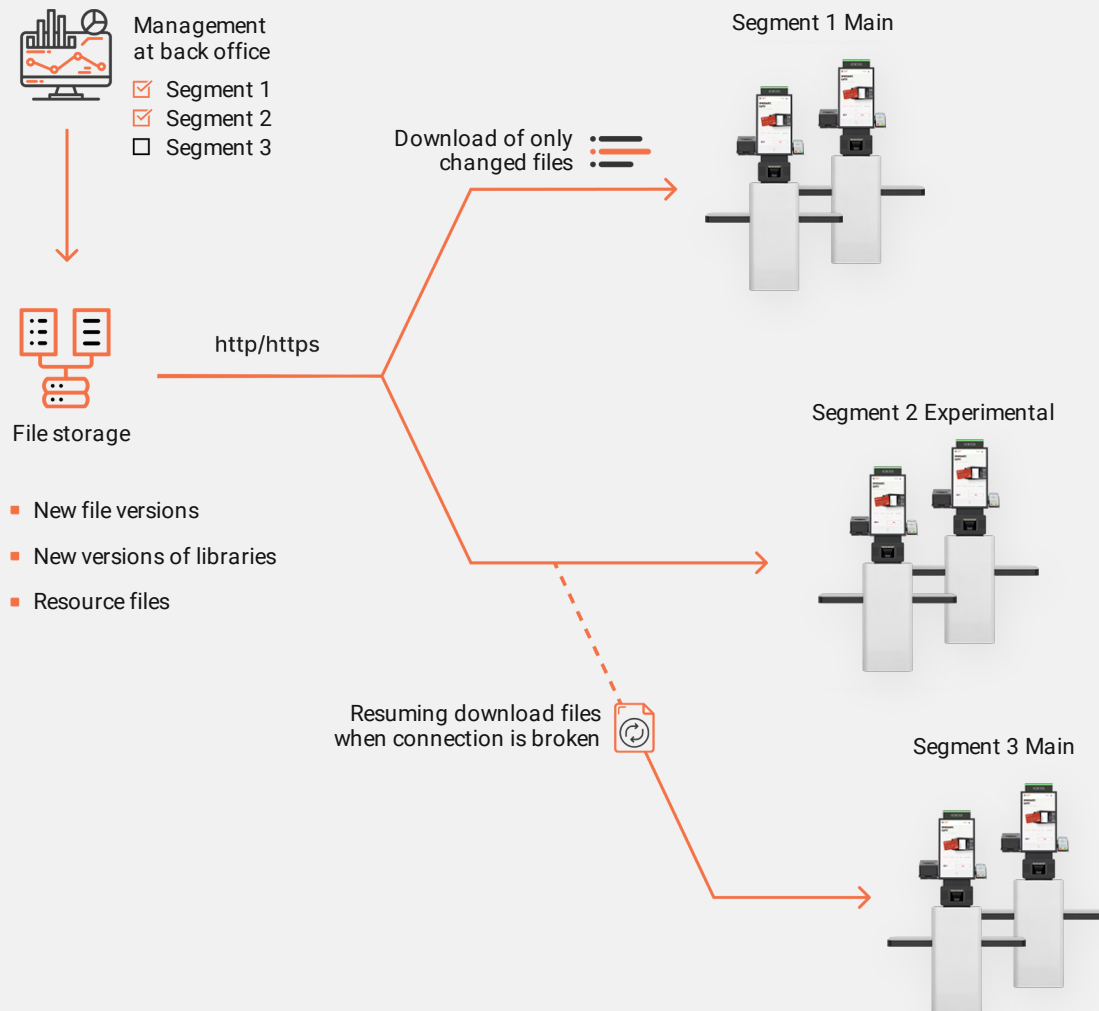 Management
at back office
Segment 1
Segment 2
Segment 3
Segment 1 Main
Download of only
changed files
http/https
File storage
New file versions
New versions of libraries
Resource files
Segment 2 Experimental
Resuming download files
when connection is broken
Segment 3 Main